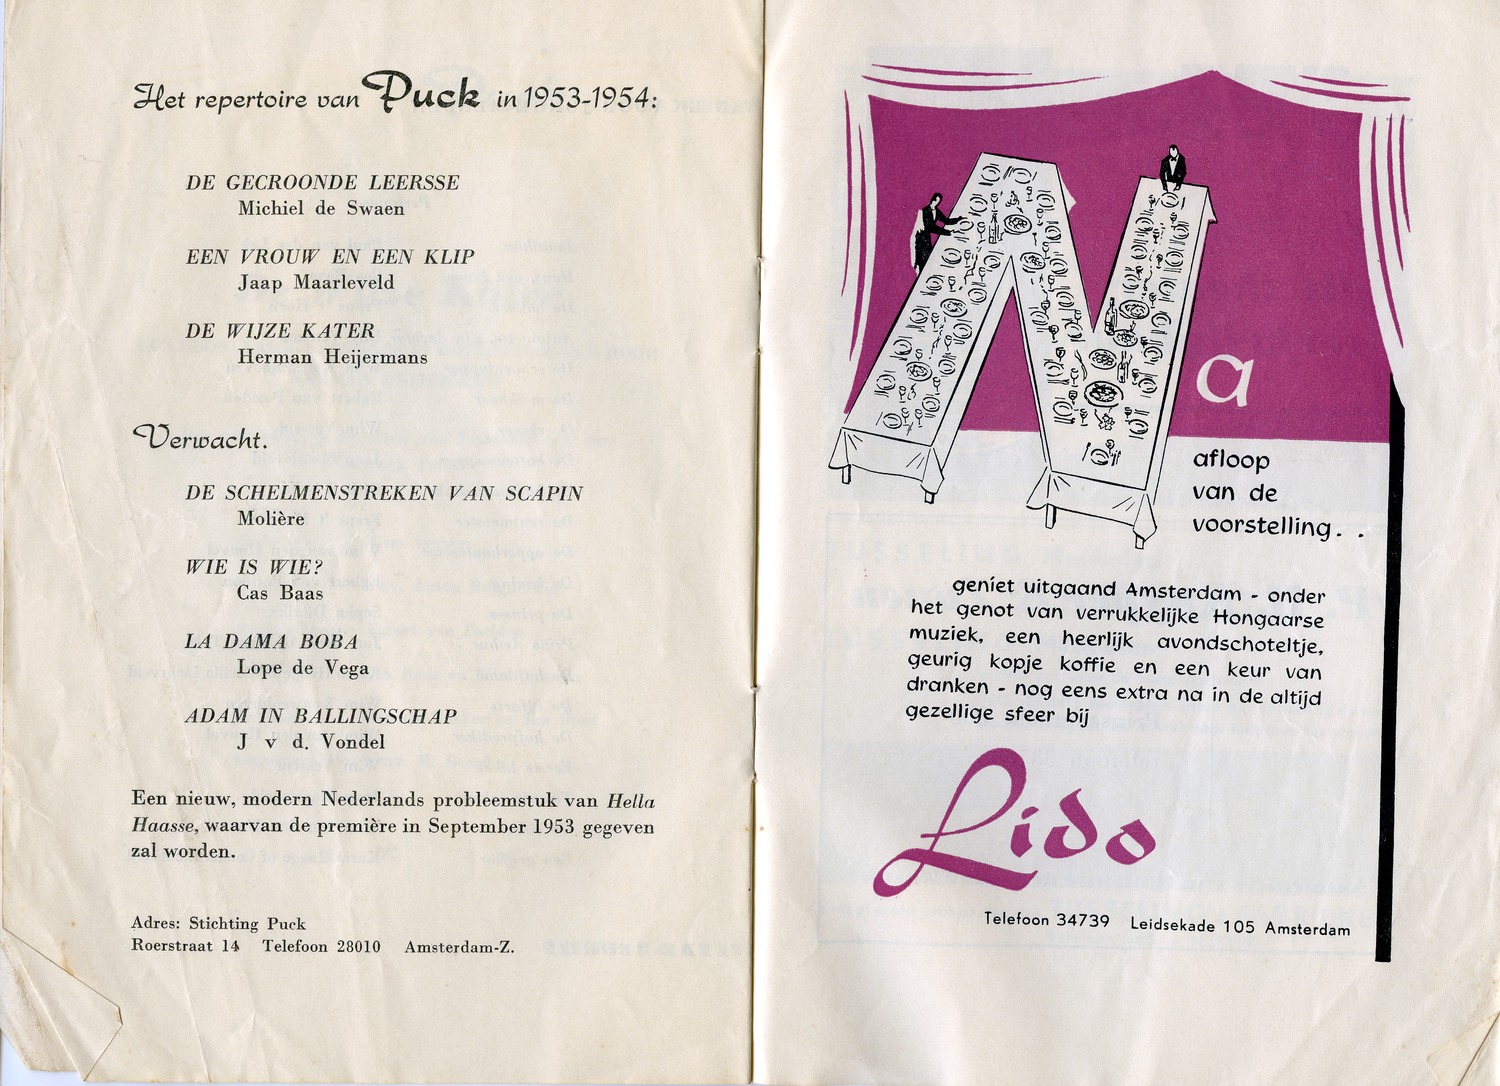 Het repertoire van Puck in 1953-1954:
DE GECROONDE LEERSSE
Michiel de Swaen
EEN VROUW EN EEN KLIP
Jaap Maarleveld
DE WIJZE KATER
Herman Heijermans
Verwacht.
DE SCHELMENSTREKEN VAN SCAPIN
Molière
WIE IS WIE?
Cas Baas
LA DAMA BOBA
Lope de Vega
ADAM IN BALLINGSCHAP
J v d. Vondel
Een nieuw, modern Nederlands probleemstuk van Hella
Haasse, waarvan de première in September 1953 gegeven
zal worden.
Adres: Stichting Puck
Roerstraat 14 Telefoon 28010 Amsterdam-Z.
Na
afloop
van de
voorstelling. . .
geniet uitgaand Amsterdam - onder
het genot van verrukkelijke Hongaarse
muziek, een heerlijk avondschoteltje,
geurig kopje koffie en een keur van
dranken - nog eens extra na in de altijd
gezellige sfeer bij
Lido
Telefoon 34739 Leidsekade 105 Amsterdam